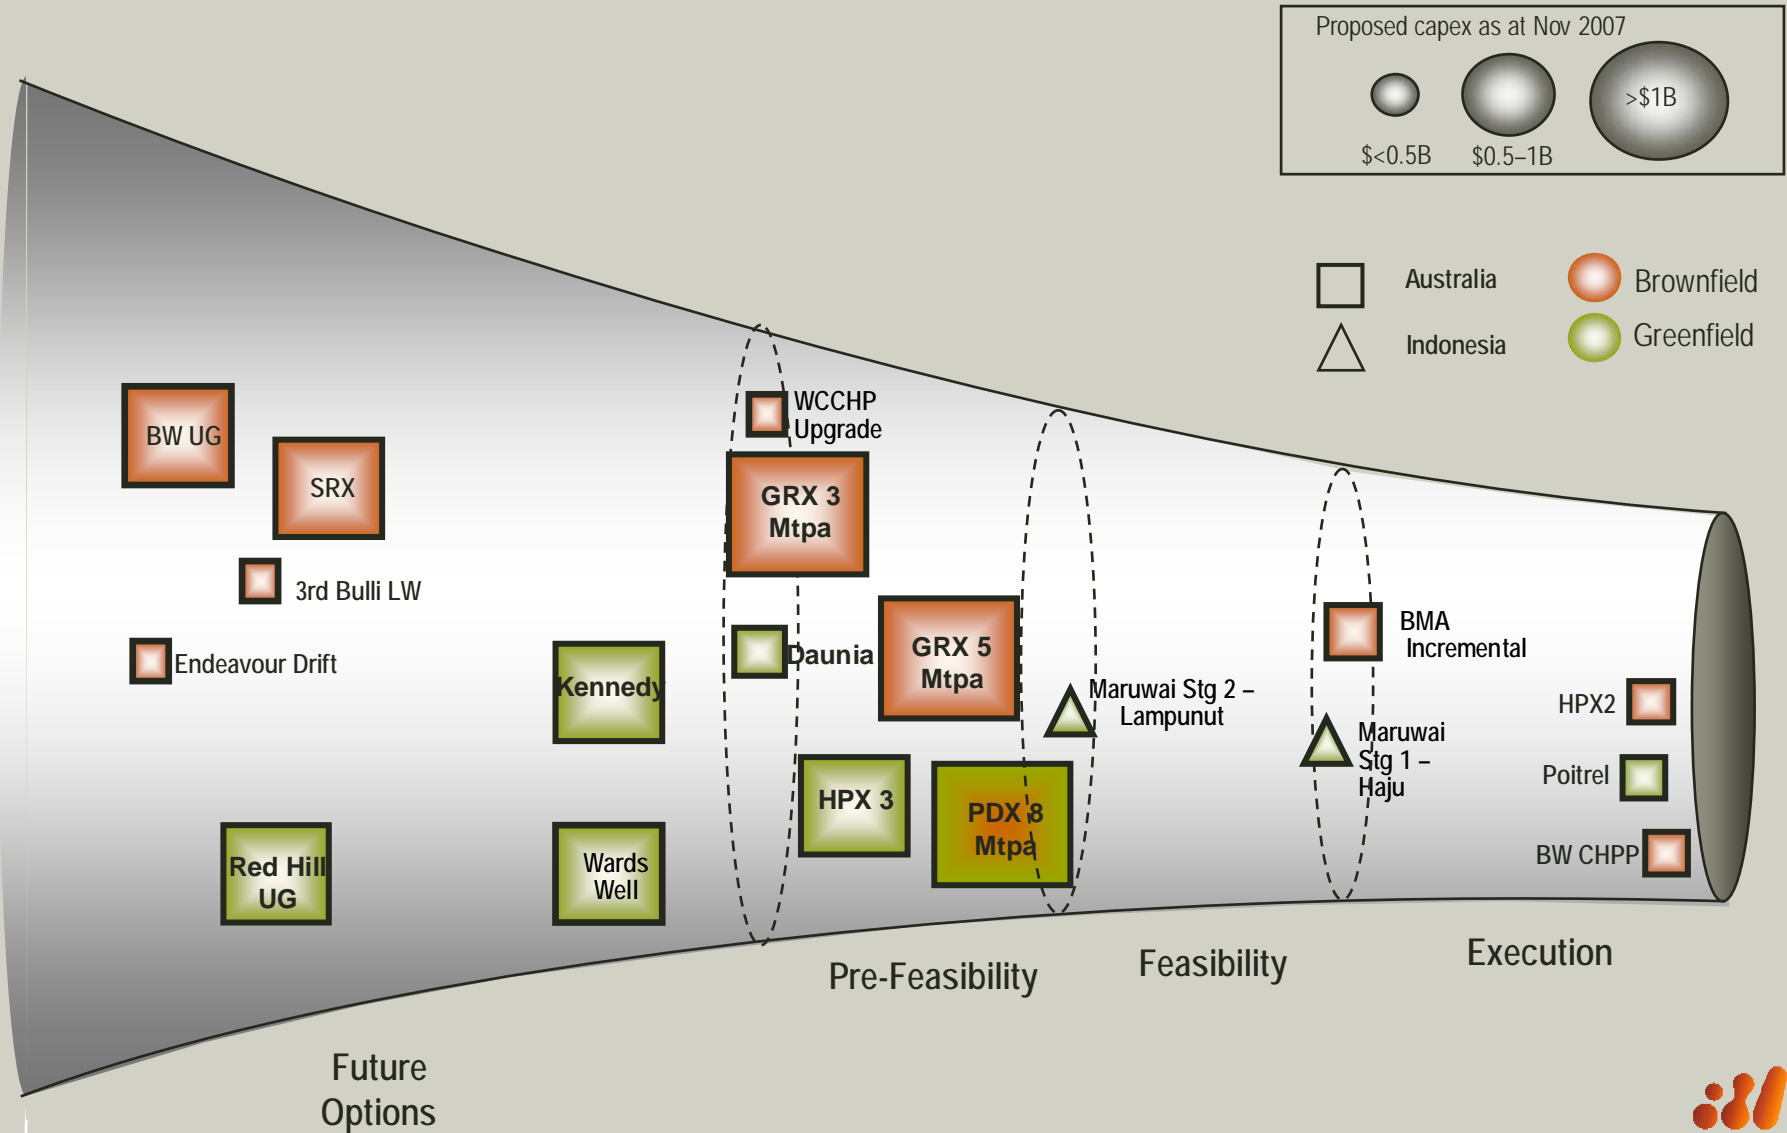 Proposed capex as at Nov 2007
>$1B
$<0.5B
$0.5–1B
Australia
Brownfield
Indonesia
Greenfield
BW UG
SRX
3rd Bulli LW
Endeavour Drift
Red Hill
UG
Kennedy
Wards
Well
WCCHP
Upgrade
GRX 3
Mtpa
Daunia
GRX 5
Mtpa
HPX 3
PDX 8
Mtpa
Maruwai Stg 2 –
Lampunut
BMA
Incremental
Maruwai
Stg 1 –
Haju
HPX2
Poitrel
BW CHPP
Future
Options
Pre-Feasibility
Feasibility
Execution